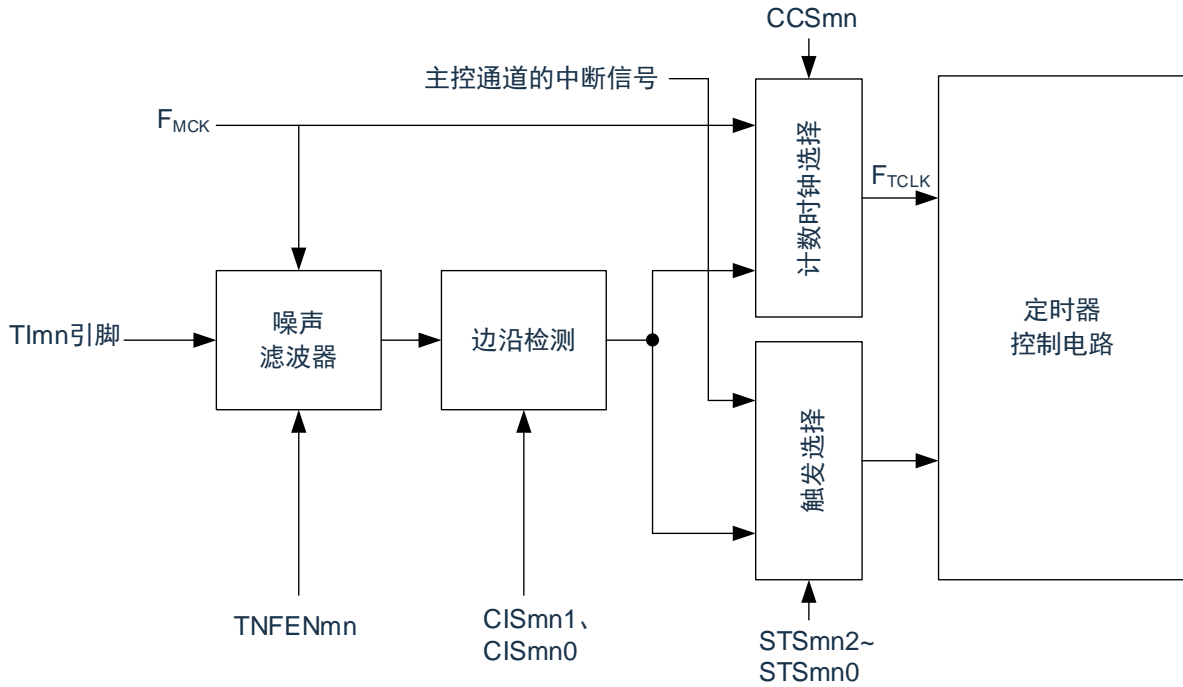 CCSmn
主控通道的中断信号
FMCK
计数时钟选择
FTCLK
TImn引脚
噪声
滤波器
边沿检测
定时器
控制电路
触发选择
TNFENmn
CISmn1、
CISmn0
STSmn2~
STSmn0